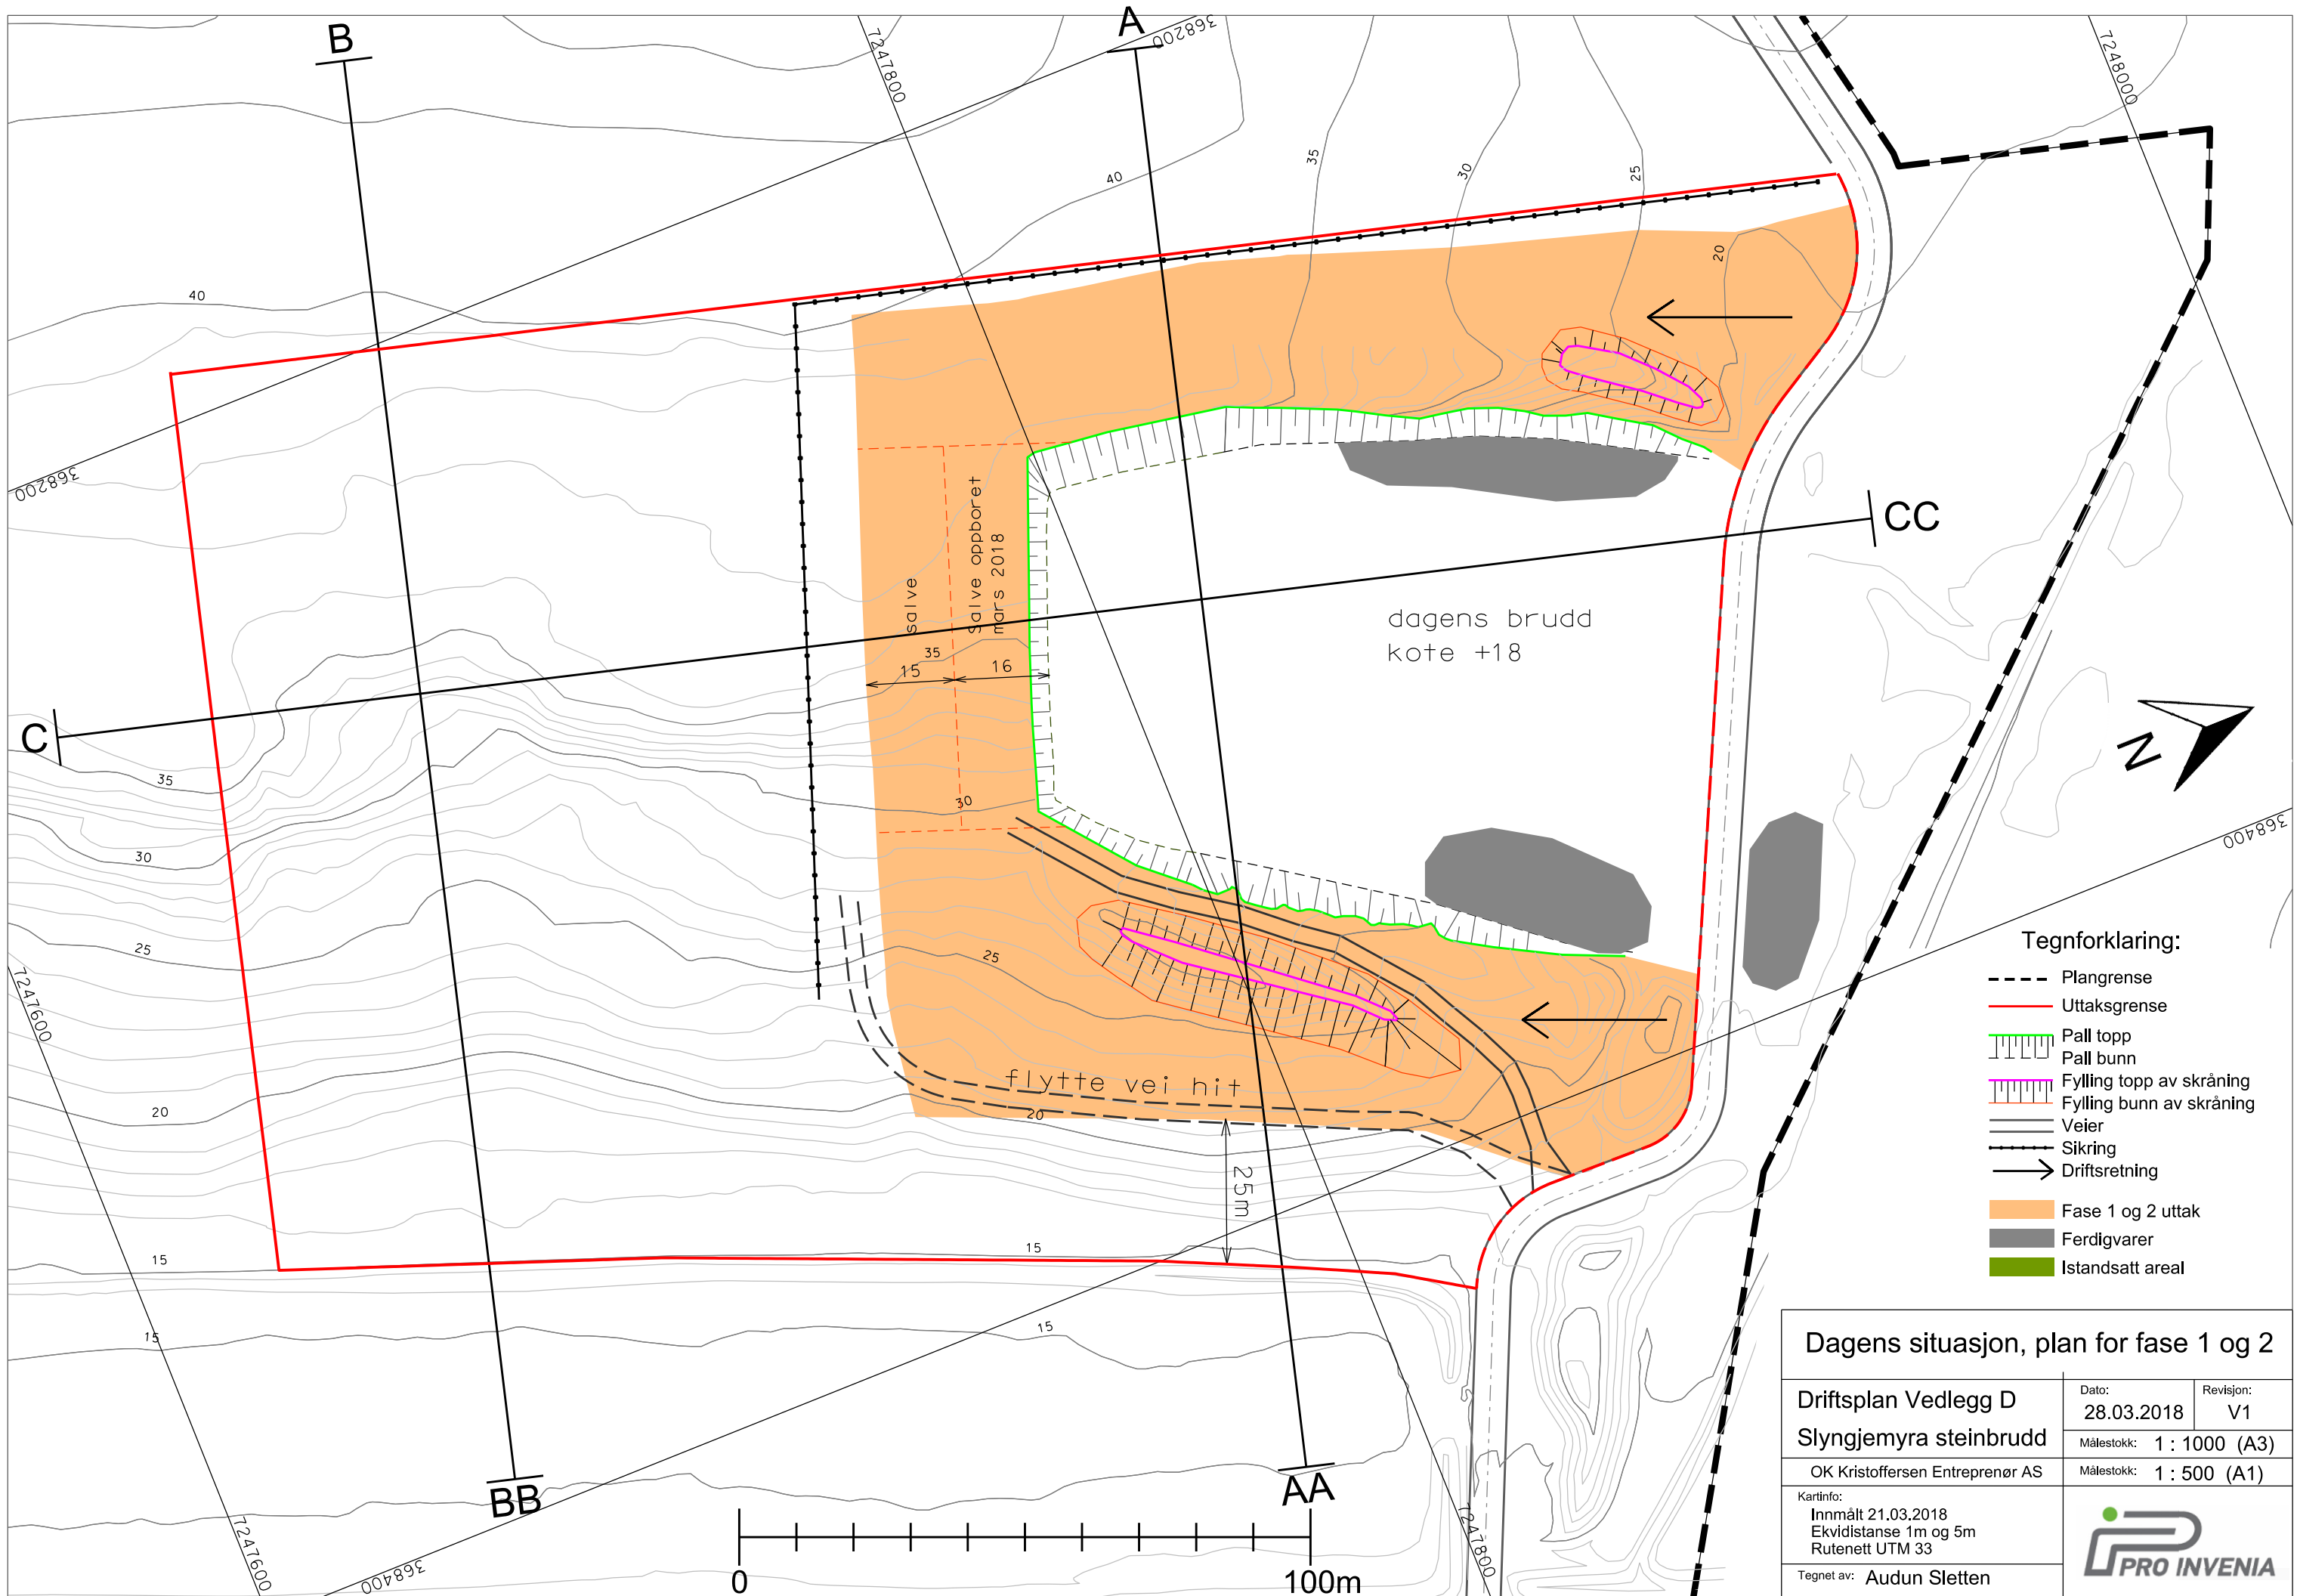 B
A
368200
7247800
7248000
35
30
25
40
20
40
368200
CC
salve
Salve oppboret
mars 2018
dagens brudd
kote +18
35
15
16
C
N
35
30
30
368400
25
25
7247600
Tegnforklaring:
Plangrense
Uttaksgrense
Pall topp
Pall bunn
Fylling topp av skråning
Fylling bunn av skråning
Veier
Sikring
Driftsretning
Fase 1 og 2 uttak
Ferdigvarer
Istandsatt areal
flytte vei hit
20
20
25m
15
15
15
15
BB
AA
7247600
368400
7247800
0
100m
Dagens situasjon, plan for fase 1 og 2
Driftsplan Vedlegg D
Slyngjemyra steinbrudd
Dato:
28.03.2018
Revisjon:
V1
Målestokk: 1 : 1000 (A3)
OK Kristoffersen Entreprenør AS
Målestokk: 1 : 500 (A1)
Kartinfo:
Innmålt 21.03.2018
Ekvidistanse 1m og 5m
Rutenett UTM 33
Tegnet av: Audun Sletten
PRO INVENIA